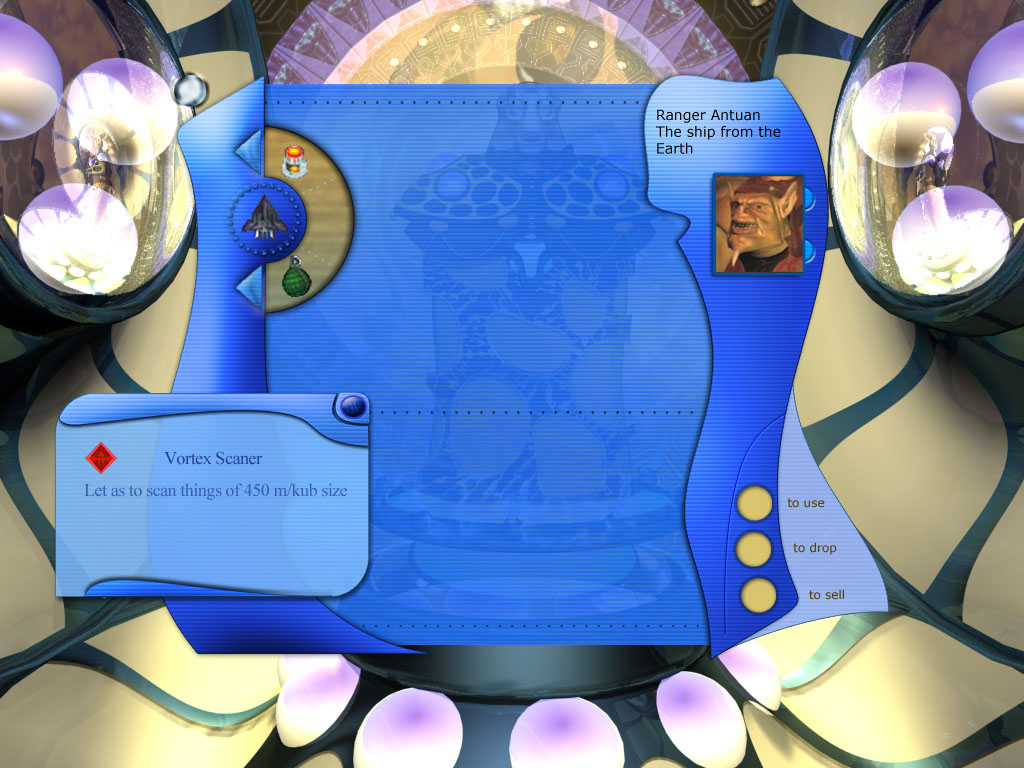 Ranger Antuan
The ship from the
Earth
Vortex Scaner
Let as to scan things of 450 m/kub size
to use
to drop
to sell